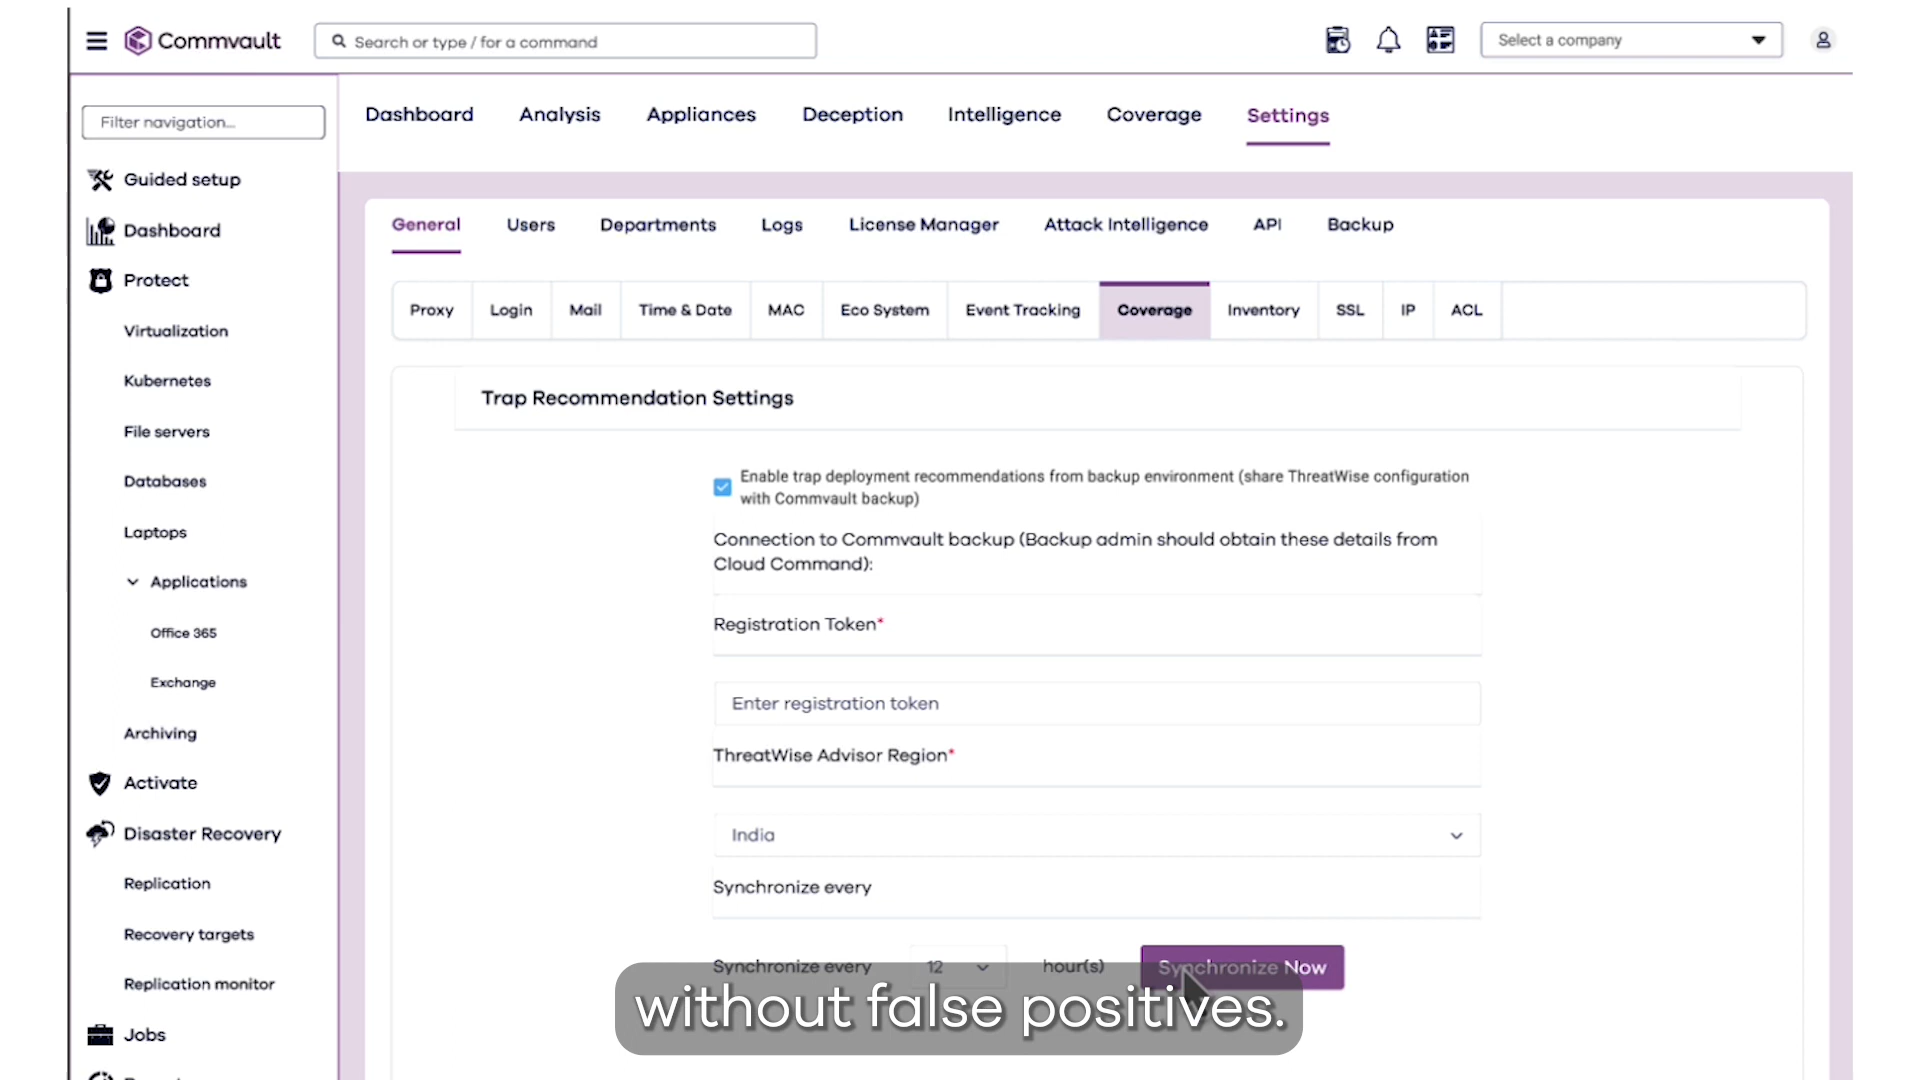 Commvault
Search or type / for a command
Select a company
Filter navigation...
Dashboard
Analysis
Appliances
Deception
Intelligence
Coverage
Settings
Guided setup
Dashboard
Protect
Virtualization
Kubernetes
File servers
Databases
Laptops
Applications
Office 365
Exchange
Archiving
Activate
Disaster Recovery
Replication
Recovery targets
Replication monitor
Jobs
General
Users
Departments
Logs
License Manager
Attack Intelligence
API
Backup
Proxy
Login
Mail
Time & Date
MAC
Eco System
Event Tracking
Coverage
Inventory
SSL
IP
ACL
Trap Recommendation Settings
Enable trap deployment recommendations from backup environment (share ThreatWise configuration
with Commvault backup)
Connection to Commvault backup (Backup admin should obtain these details from
Cloud Command):
Registration Token*
Enter registration token
ThreatWise Advisor Region*
India
Synchronize every
Synchronize every 12 hour(s) Synchronize Now
without false positives.